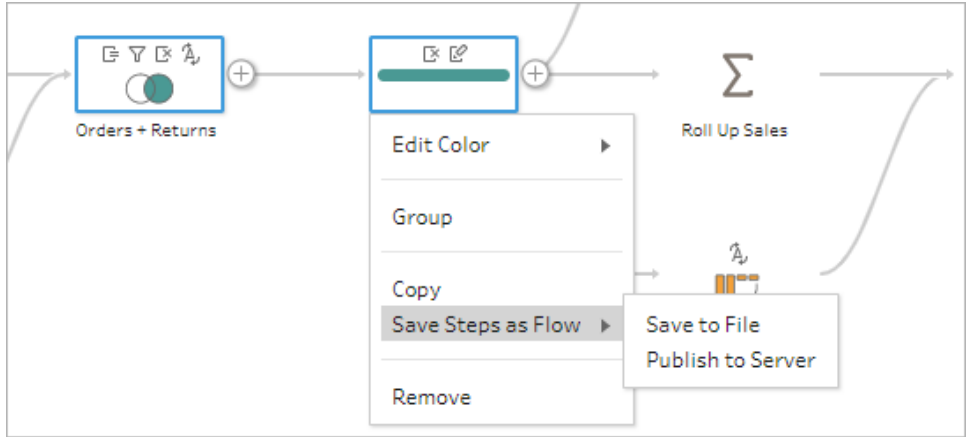 Orders + Returns
Roll Up Sales
Edit Color
Group
Copy
Save Steps as Flow
Save to File
Publish to Server
Remove